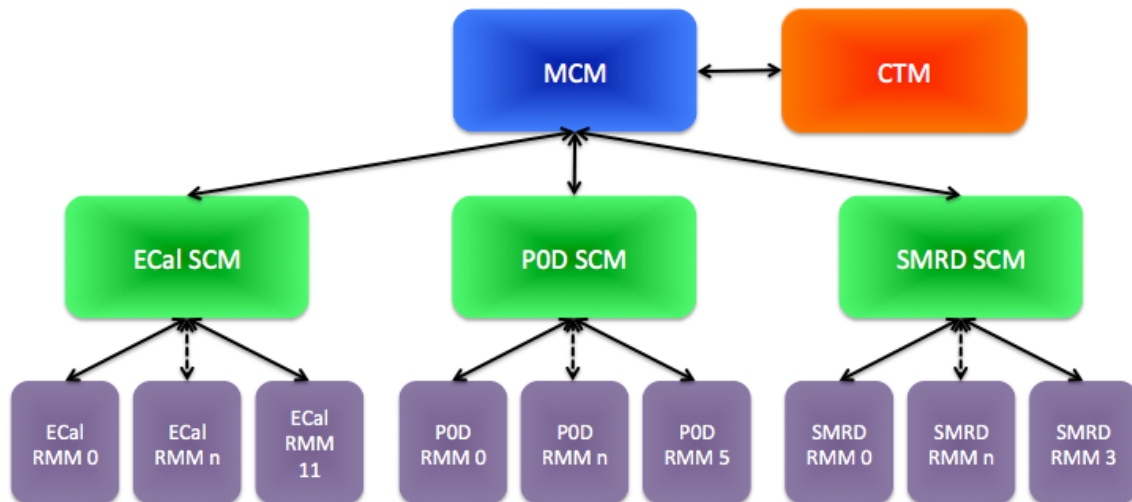 MCM
CTM
ECal SCM
P0D SCM
SMRD SCM
ECal
RMM 0
ECal
RMM n
ECal
RMM
11
P0D
RMM 0
P0D
RMM n
P0D
RMM 5
SMRD
RMM 0
SMRD
RMM n
SMRD
RMM 3